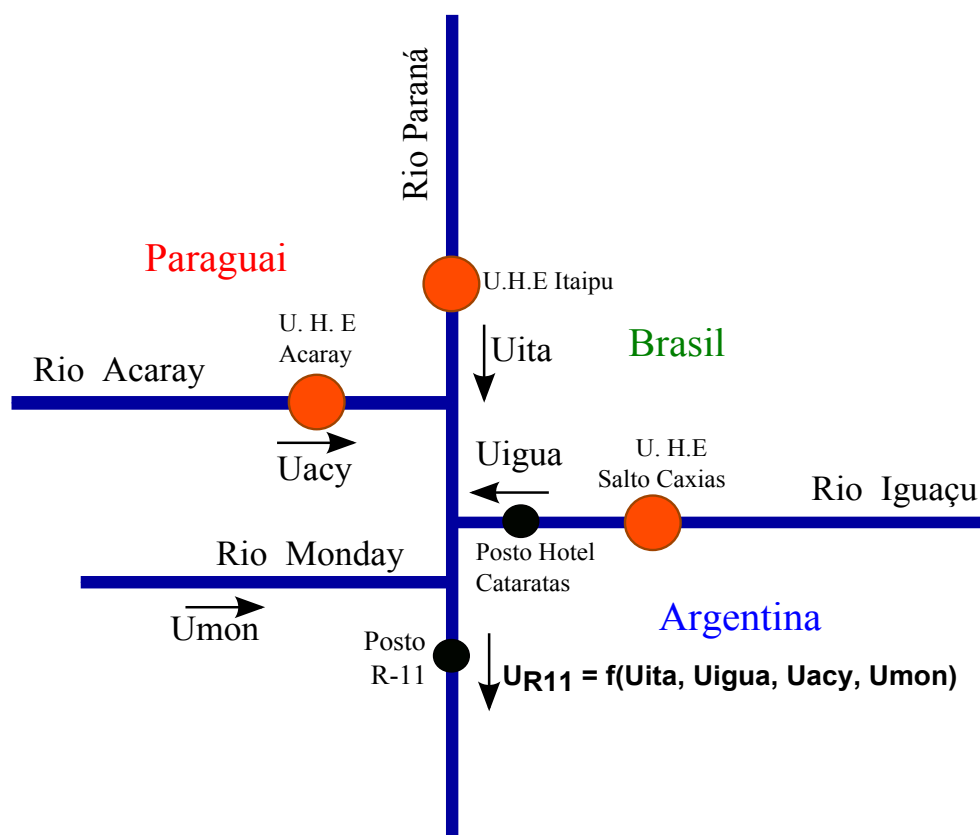 Rio Paraná
Paraguai
U.H.E Itaipu
U. H. E
Acaray
Uita
Brasil
Rio Acaray
Uacy
Uigua
U. H.E
Salto Caxias
Rio Iguaçu
Rio Monday
Posto Hotel
Cataratas
Umon
Argentina
Posto
R-11
UR11 = f(Uita, Uigua, Uacy, Umon)